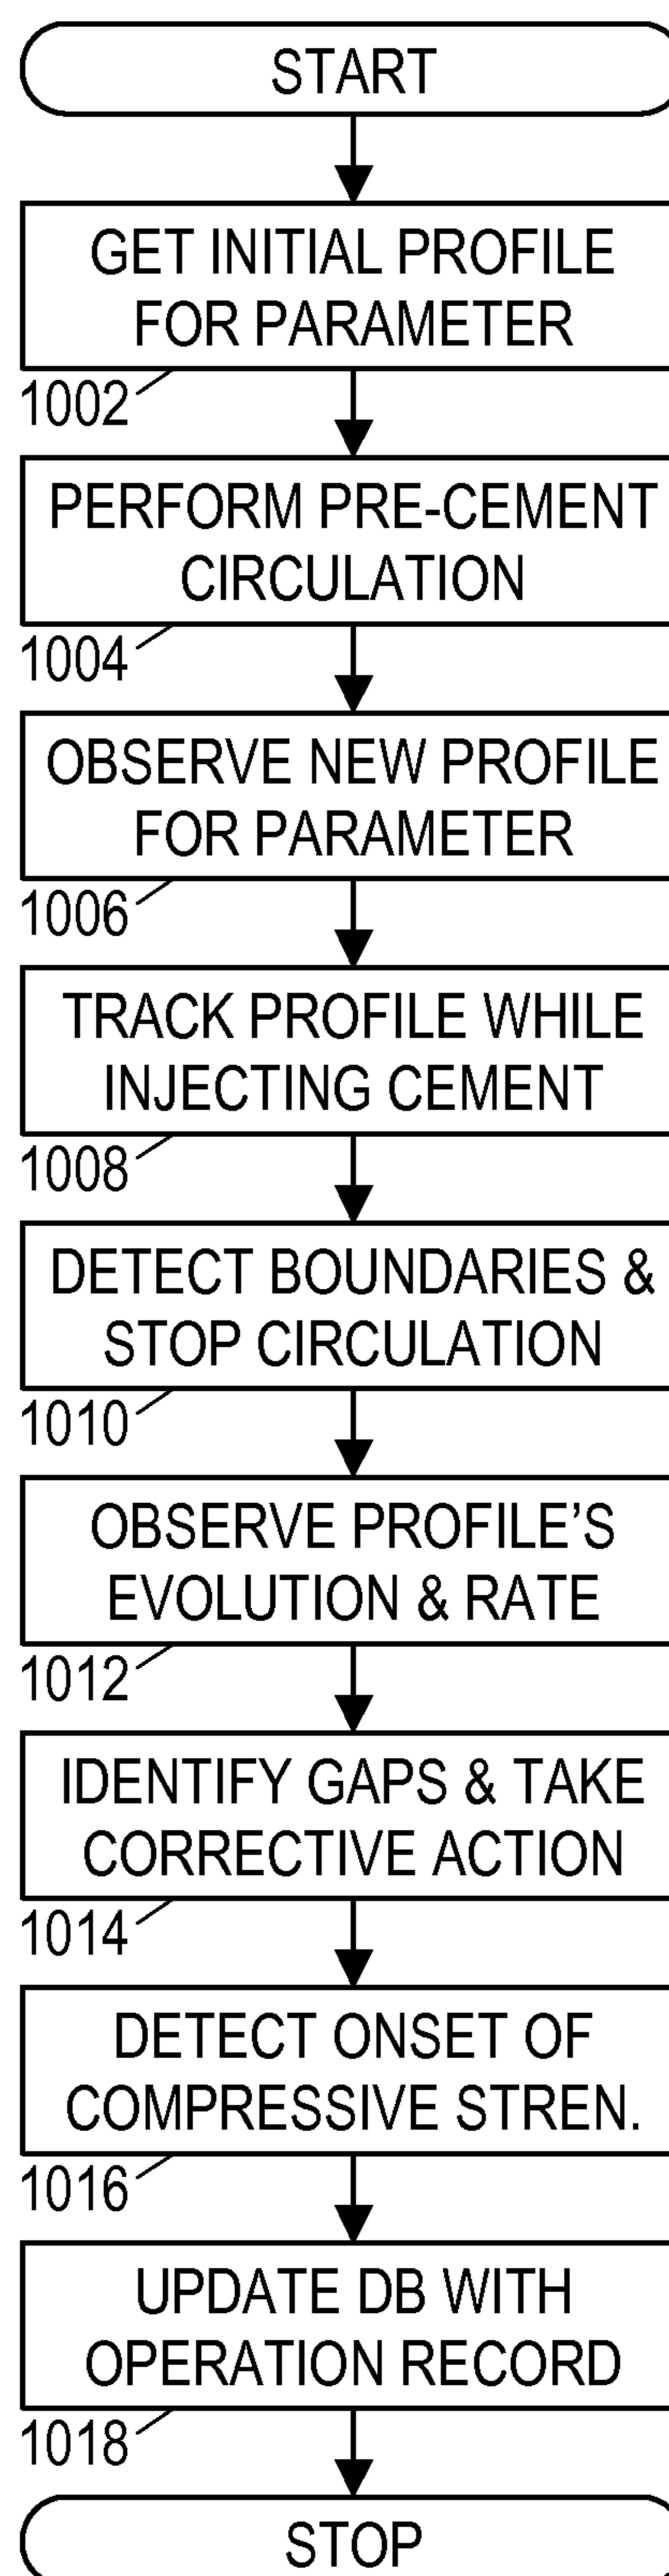 START
GET INITIAL PROFILE
FOR PARAMETER
1002
PERFORM PRE-CEMENT
CIRCULATION
1004
OBSERVE NEW PROFILE
FOR PARAMETER
1006
TRACK PROFILE WHILE
INJECTING CEMENT
1008
DETECT BOUNDARIES &
STOP CIRCULATION
1010
OBSERVE PROFILE'S
EVOLUTION & RATE
1012
IDENTIFY GAPS & TAKE
CORRECTIVE ACTION
1014
DETECT ONSET OF
COMPRESSIVE STREN.
1016
UPDATE DB WITH
OPERATION RECORD
1018
STOP